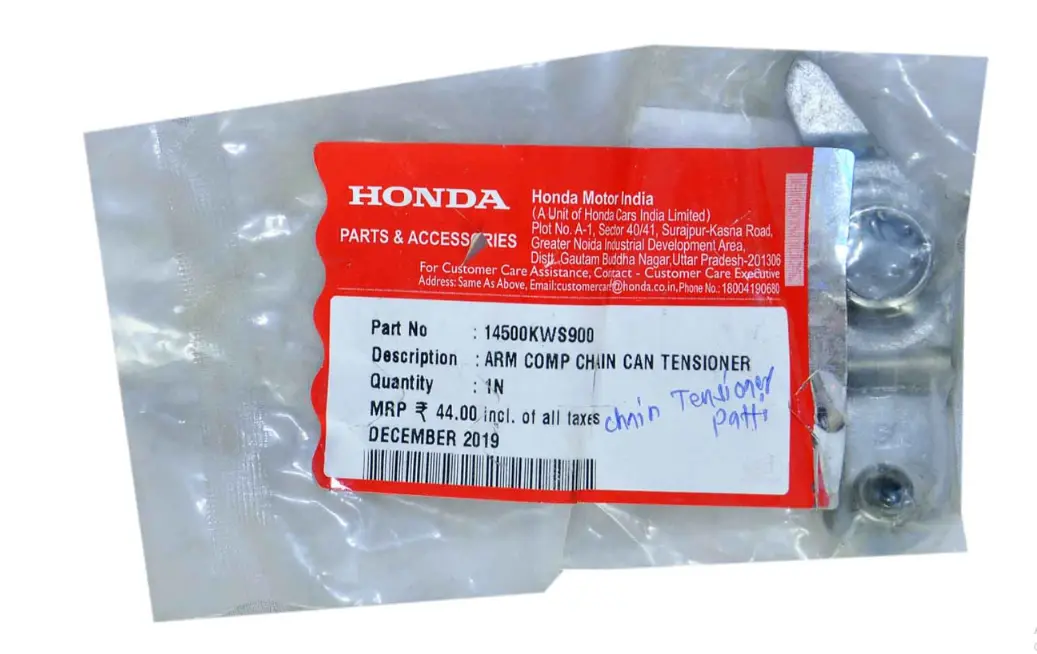 HONDA
PARTS & ACCESSORIES
Honda Motor India
(A Unit of Honda Cars India Limited)
Plot No. A-1, Sector 40/41, Surajpur-Kasna Road,
Greater Noida Industrial Development Area,
Distt. Gautam Buddha Nagar, Uttar Pradesh-201306
For Customer Care Assistance, Contact - Customer Care Executive
Address: Same As Above, Email:customercare@honda.co.in, Phone No.: 18004190680
Part No : 14500KWS900
Description : ARM COMP CHAIN CAN TENSIONER
Quantity : 1N
MRP ₹ 44.00 incl. of all taxes
DECEMBER 2019
chain Tensioner
patti